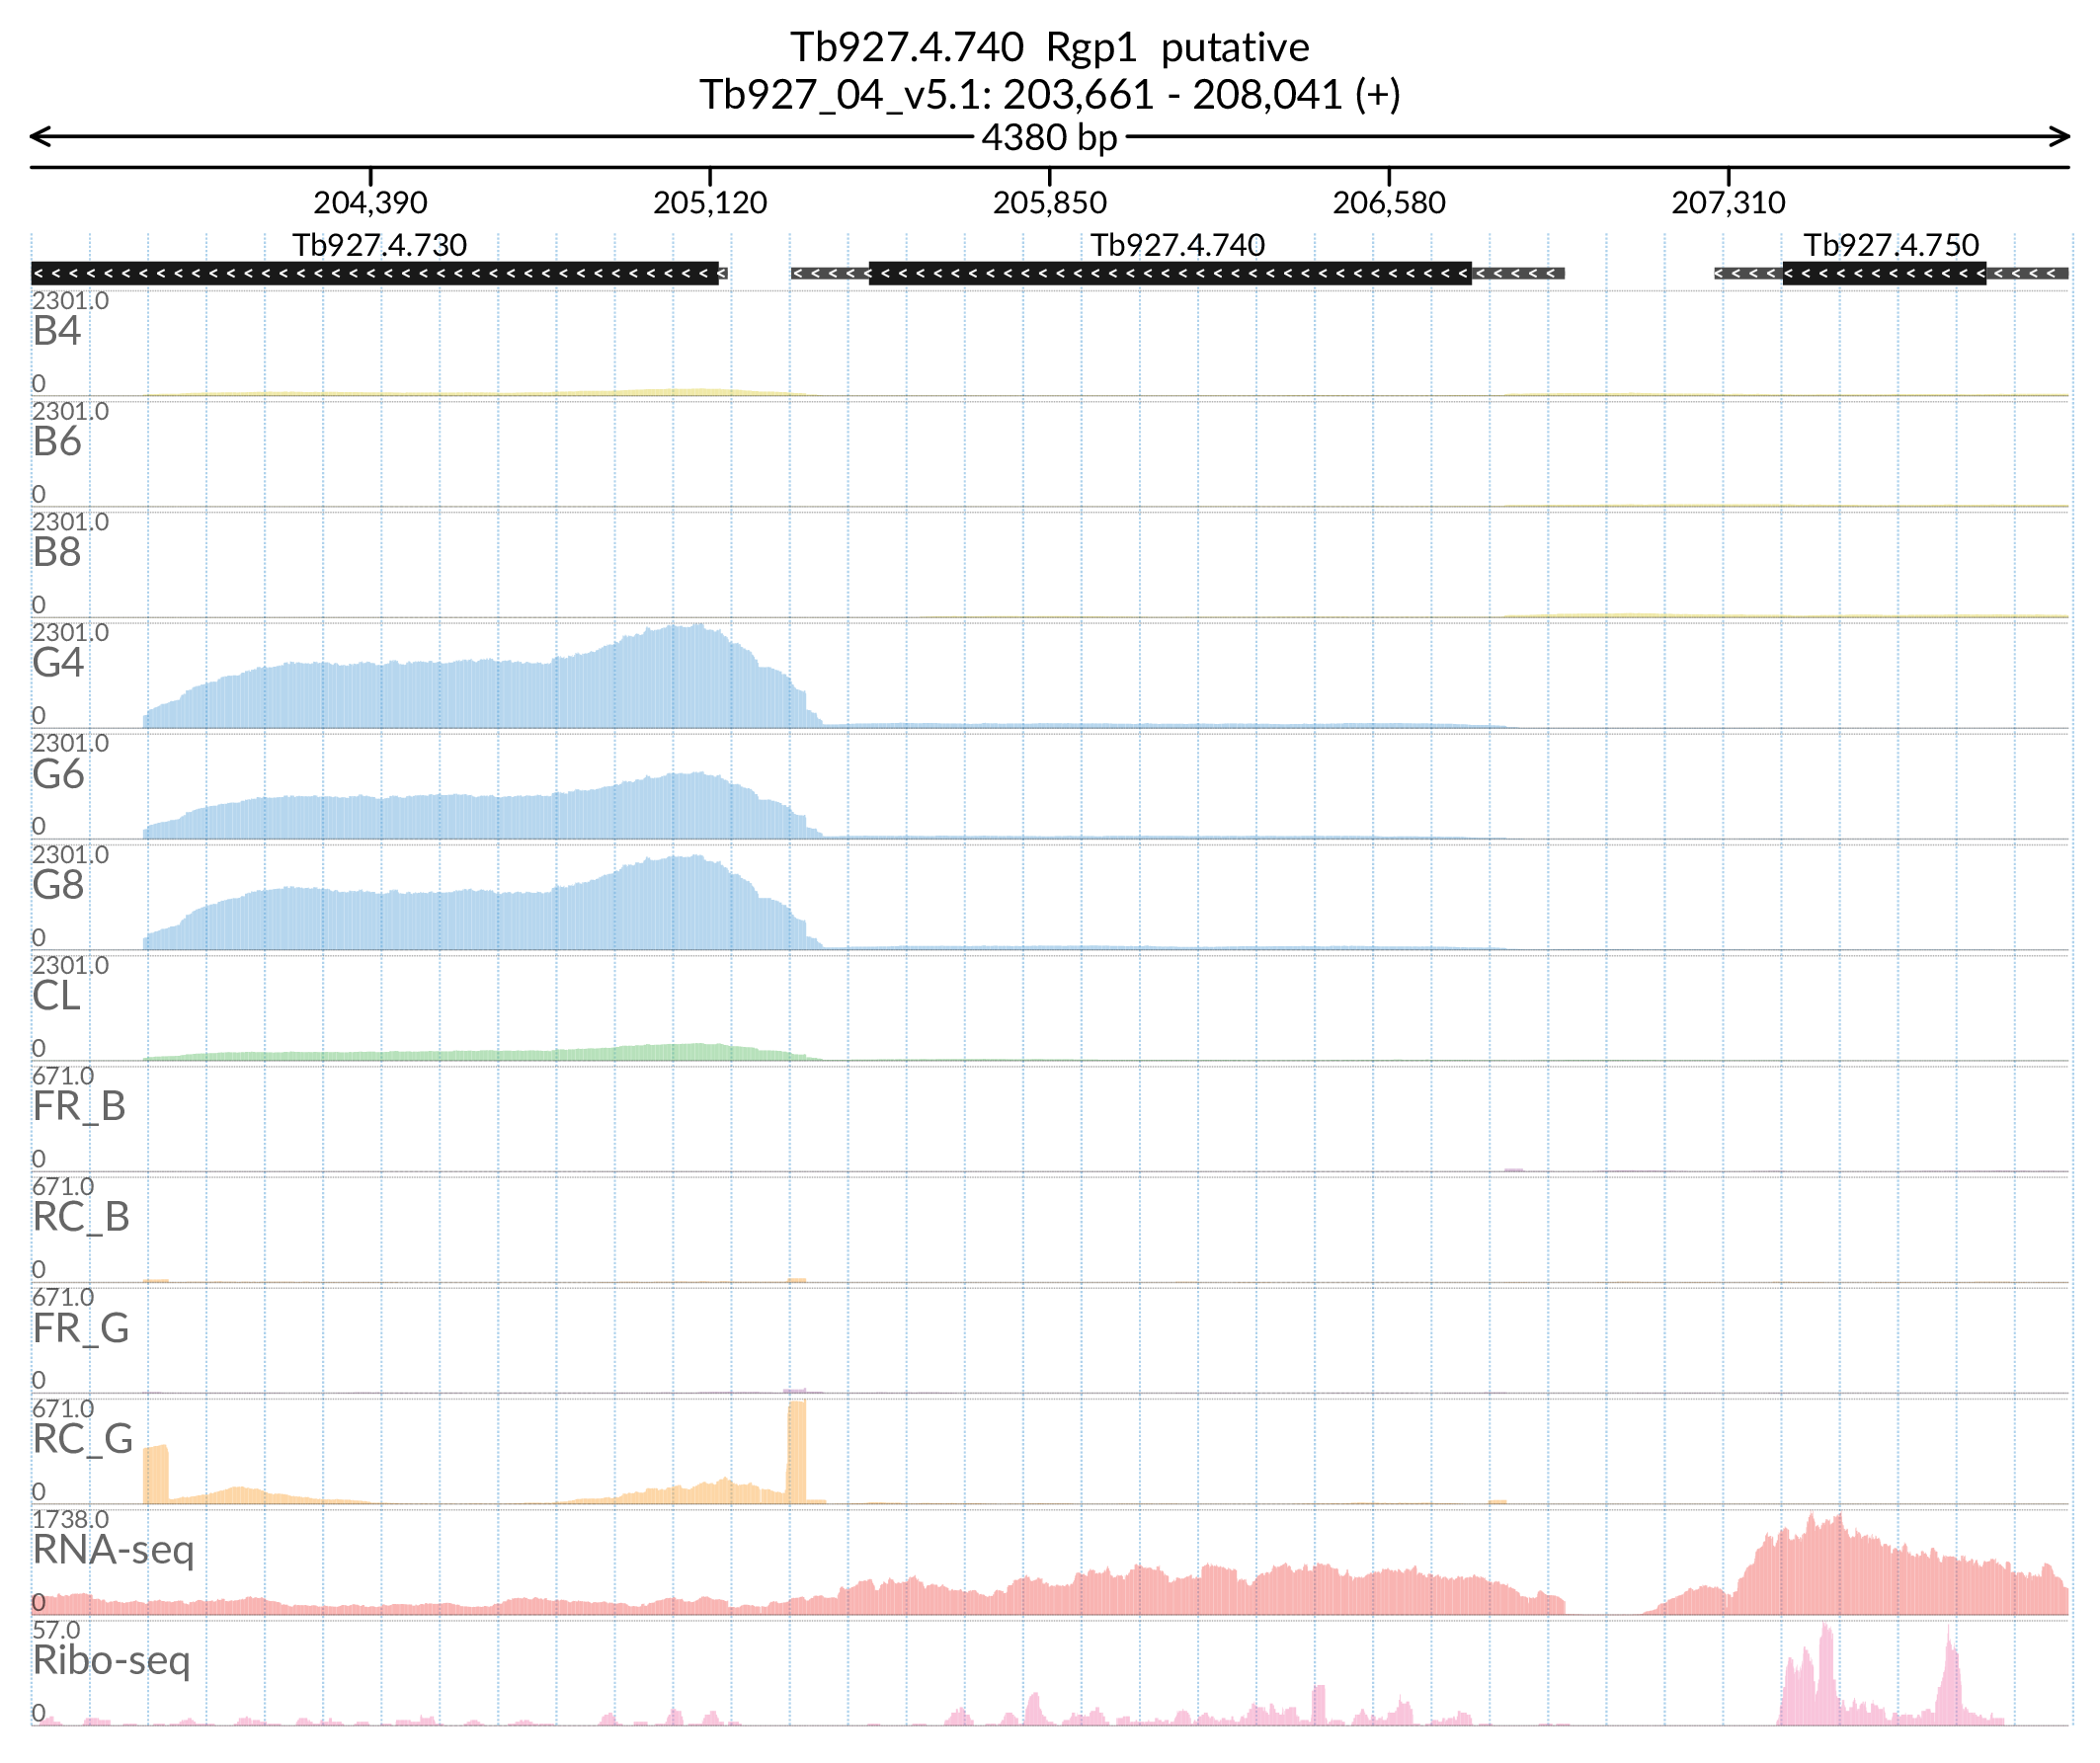 Tb927.4.740 Rgp1 putative
Tb927_04_v5.1: 203,661 - 208,041 (+)
4380 bp
204,390 205,120 205,850 206,580 207,310
Tb927.4.730 Tb927.4.740 Tb927.4.750
2301.0
B4
0
2301.0
B6
0
2301.0
B8
0
2301.0
G4
0
2301.0
G6
0
2301.0
G8
0
2301.0
CL
0
671.0
FR_B
0
671.0
RC_B
0
671.0
FR_G
0
671.0
RC_G
0
1738.0
RNA-seq
0
57.0
Ribo-seq
0